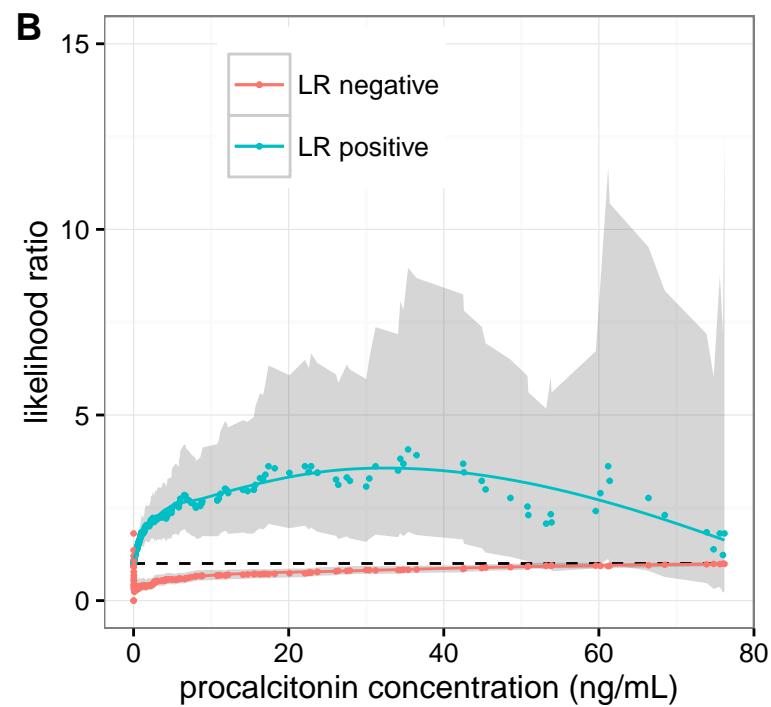 B
15
10
5
0
likelihood ratio
LR negative
LR positive
0 20 40 60 80
procalcitonin concentration (ng/mL)